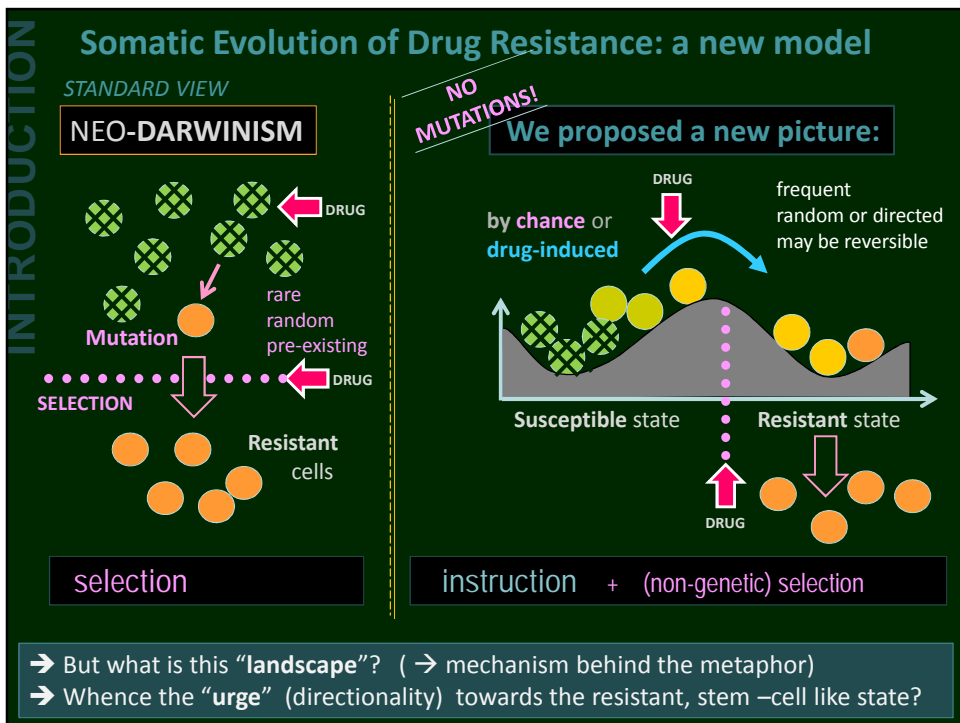 INTRODUCTION
Somatic Evolution of Drug Resistance: a new model
STANDARD VIEW
NEO-DARWINISM
DRUG
Mutation
rare
random
pre-existing
DRUG
SELECTION
Resistant
cells
selection
NO
MUTATIONS!
We proposed a new picture:
DRUG
by chance or
drug-induced
frequent
random or directed
may be reversible
Susceptible state
Resistant state
DRUG
instruction + (non-genetic) selection
➔ But what is this “landscape”? ( → mechanism behind the metaphor)
➔ Whence the “urge” (directionality) towards the resistant, stem –cell like state?